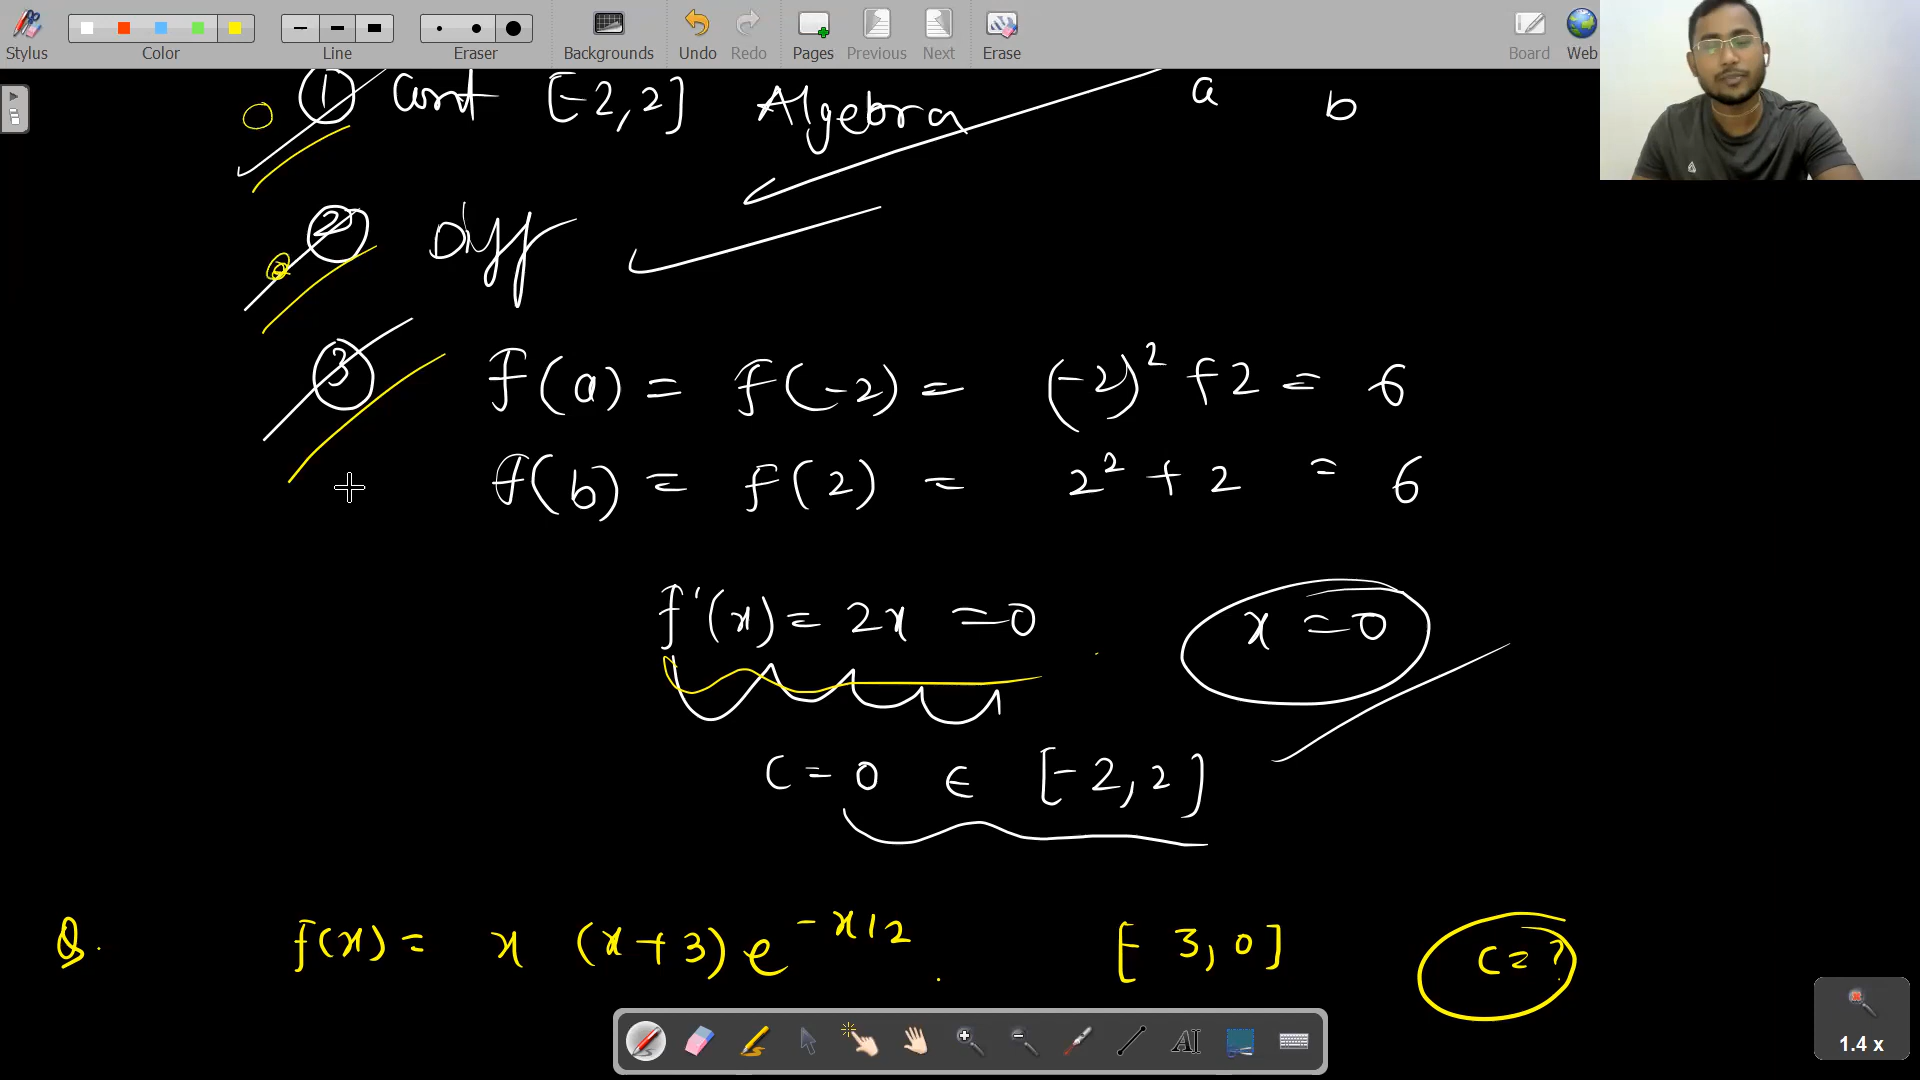 Stylus Color Line Eraser Backgrounds Undo Redo Pages Previous Next Erase Board Web
① Cont [-2,2] Algebra a b
② Diff
③ f(a) = f(-2) = (-2)² + 2 = 6
f(b) = f(2) = 2² + 2 = 6
f'(x) = 2x = 0 x = 0
c = 0 ∈ [-2,2]
Q. f(x) = x (x+3) e^-x/2 . [-3,0] c = ?
1.4 x